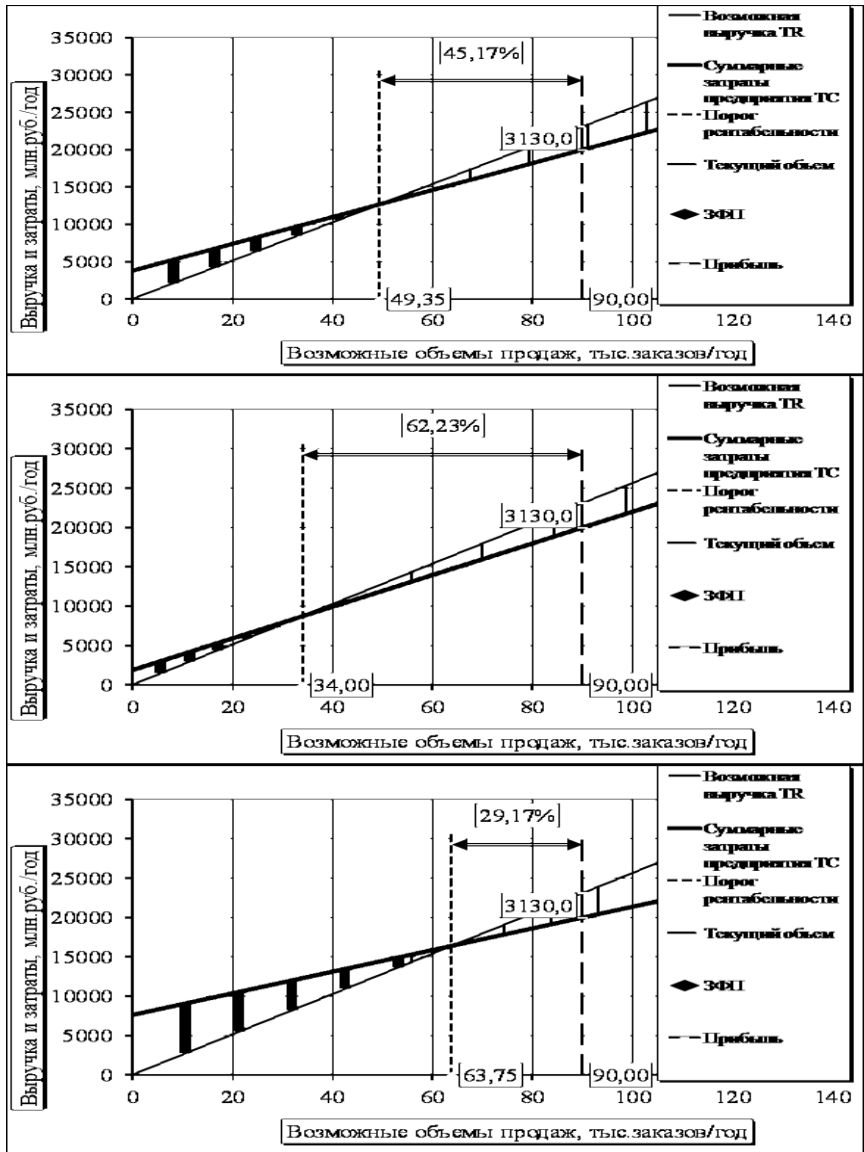 35000
30000
25000
20000
15000
10000
5000
0
Выручка и затраты, млн.руб./год
45,17%
3130,0
49,35
90,00
0 20 40 60 80 100 120 140
Возможные объемы продаж, тыс.заказов/год
Возможная
выручка TR
Суммарные
затраты
предприятия TC
Порог
рентабельности
Текущий объем
ЗФП
Прибыль
35000
30000
25000
20000
15000
10000
5000
0
Выручка и затраты, млн.руб./год
62,23%
3130,0
34,00
90,00
0 20 40 60 80 100 120 140
Возможные объемы продаж, тыс.заказов/год
Возможная
выручка TR
Суммарные
затраты
предприятия TC
Порог
рентабельности
Текущий объем
ЗФП
Прибыль
35000
30000
25000
20000
15000
10000
5000
0
Выручка и затраты, млн.руб./год
29,17%
3130,0
63,75
90,00
0 20 40 60 80 100 120 140
Возможные объемы продаж, тыс.заказов/год
Возможная
выручка TR
Суммарные
затраты
предприятия TC
Порог
рентабельности
Текущий объем
ЗФП
Прибыль